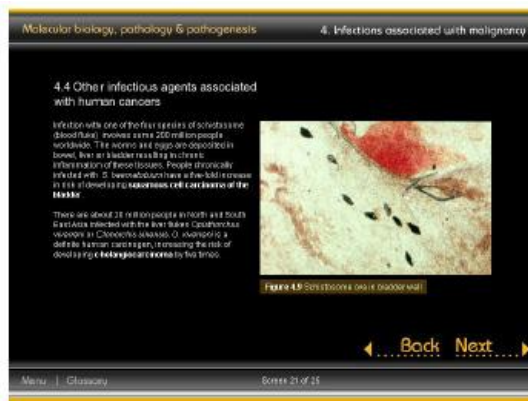 Molecular biology, pathology & pathogenesis
4. Infections associated with malignancy
4.4 Other infectious agents associated
with human cancers
Infection with one of the four species of schistosome
(blood fluke) involves some 200 million people
worldwide. The worms and eggs are deposited in
bowel, liver or bladder resulting in chronic
inflammation of these tissues. People chronically
infected with S. haematobium have a five-fold increase
in risk of developing squamous cell carcinoma of the
bladder.
There are about 20 million people in North and South
East Asia infected with the liver flukes Opisthorchus
viverrini or Clonorchis sinensis. O. viverrini is a
definite human carcinogen, increasing the risk of
developing cholangiocarcinoma by five times.
Figure 4.9 Schistosome ova in bladder wall
Back Next
Menu | Glossary
Screen 21 of 25